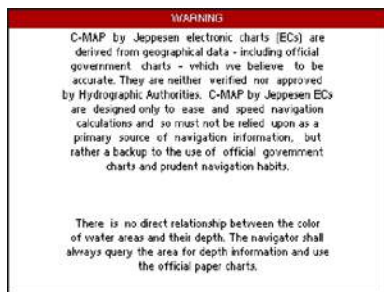 WARNING
C-MAP by Jeppesen electronic charts (ECs) are
derived from geographical data - including official
government charts - which we believe to be
accurate. They are neither verified nor approved
by Hydrographic Authorities. C-MAP by Jeppesen ECs
are designed only to ease and speed navigation
calculations and so must not be relied upon as a
primary source of navigation information, but
rather a backup to the use of official government
charts and prudent navigation habits.
There is no direct relationship between the color
of water areas and their depth. The navigator shall
always query the area for depth information and use
the official paper charts.